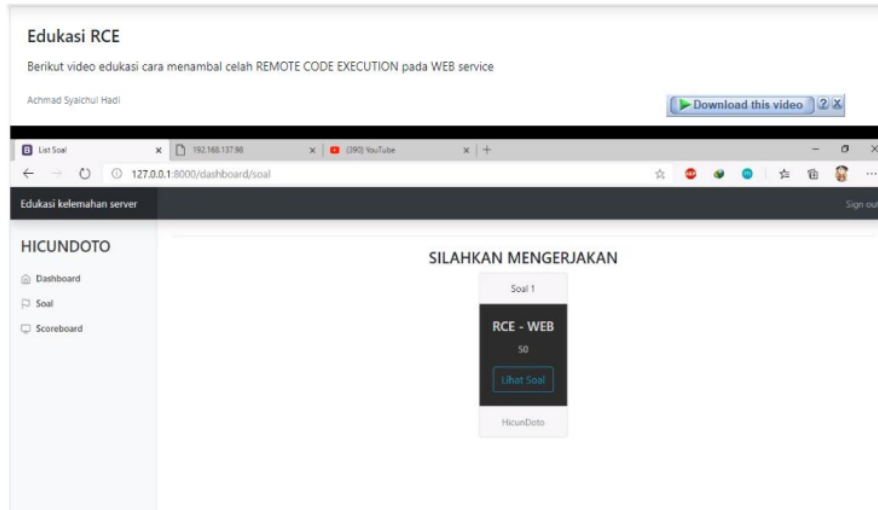 Edukasi RCE
Berikut video edukasi cara menambal celah REMOTE CODE EXECUTION pada WEB service
Achmad Syaichul Hadi
Download this video ? X
List Soal
192.168.137.98
(390) YouTube
127.0.0.1:8000/dashboard/soal
Edukasi kelemahan server
Sign out
HICUNDOTO
Dashboard
Soal
Scoreboard
SILAHKAN MENGERJAKAN
Soal 1
RCE - WEB
50
Lihat Soal
HicunDoto